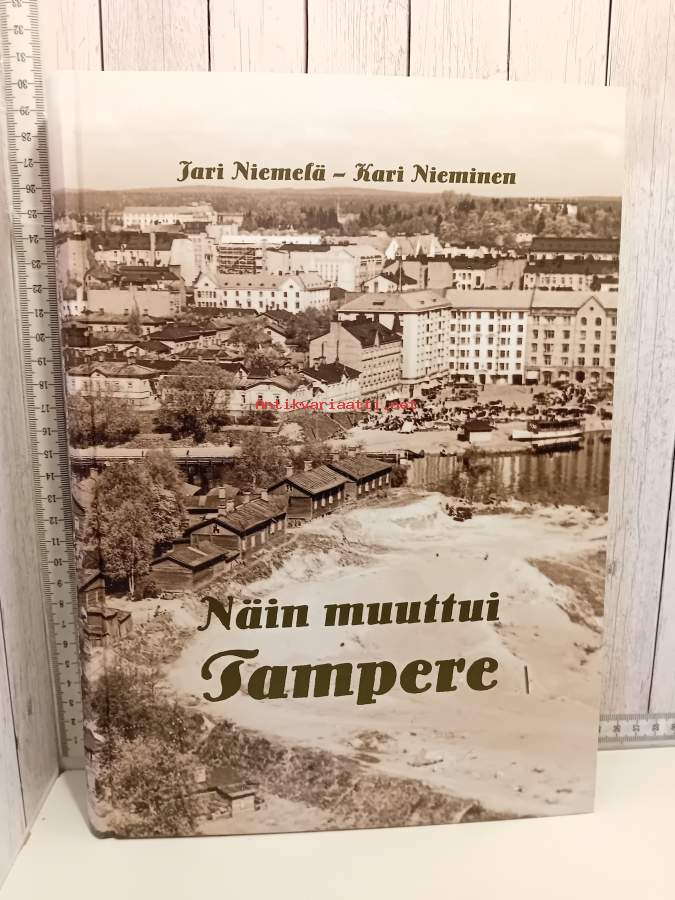 Jari Niemelä – Kari Nieminen
Antikvariaatti.net
Näin muuttui
Tampere